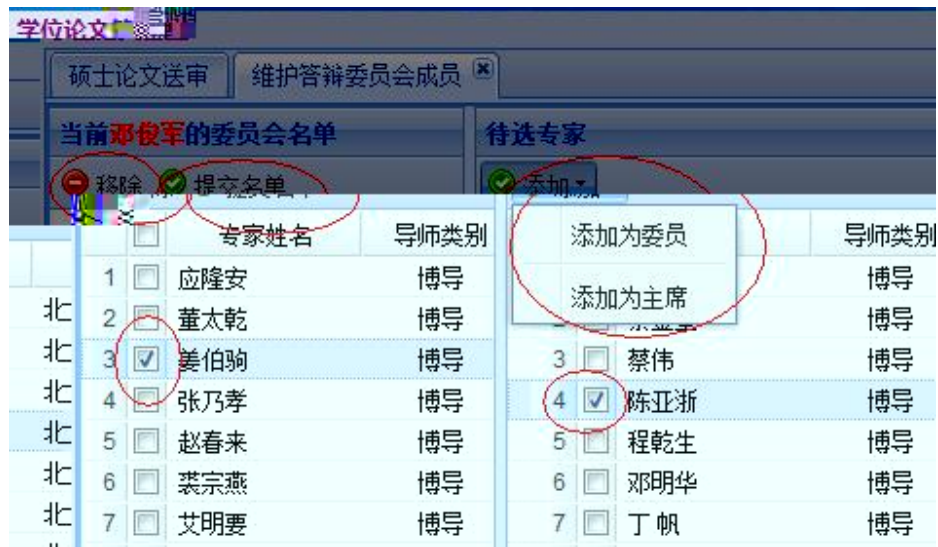 学位论文
硕士论文送审 维护答辩委员会成员
当前邓俊军的委员会名单 待选专家
移除 提交名单 添加
专家姓名 导师类别 添加为委员 导师类别
1 应隆安 博导
添加为主席
北 2 董太乾 博导
北 3 姜伯驹 博导 3 蔡伟 博导
北 4 张乃孝 博导 4 陈亚浙 博导
北 5 赵春来 博导 5 程乾生 博导
北 6 裘宗燕 博导 6 邓明华 博导
北 7 艾明要 博导 7 丁帆 博导